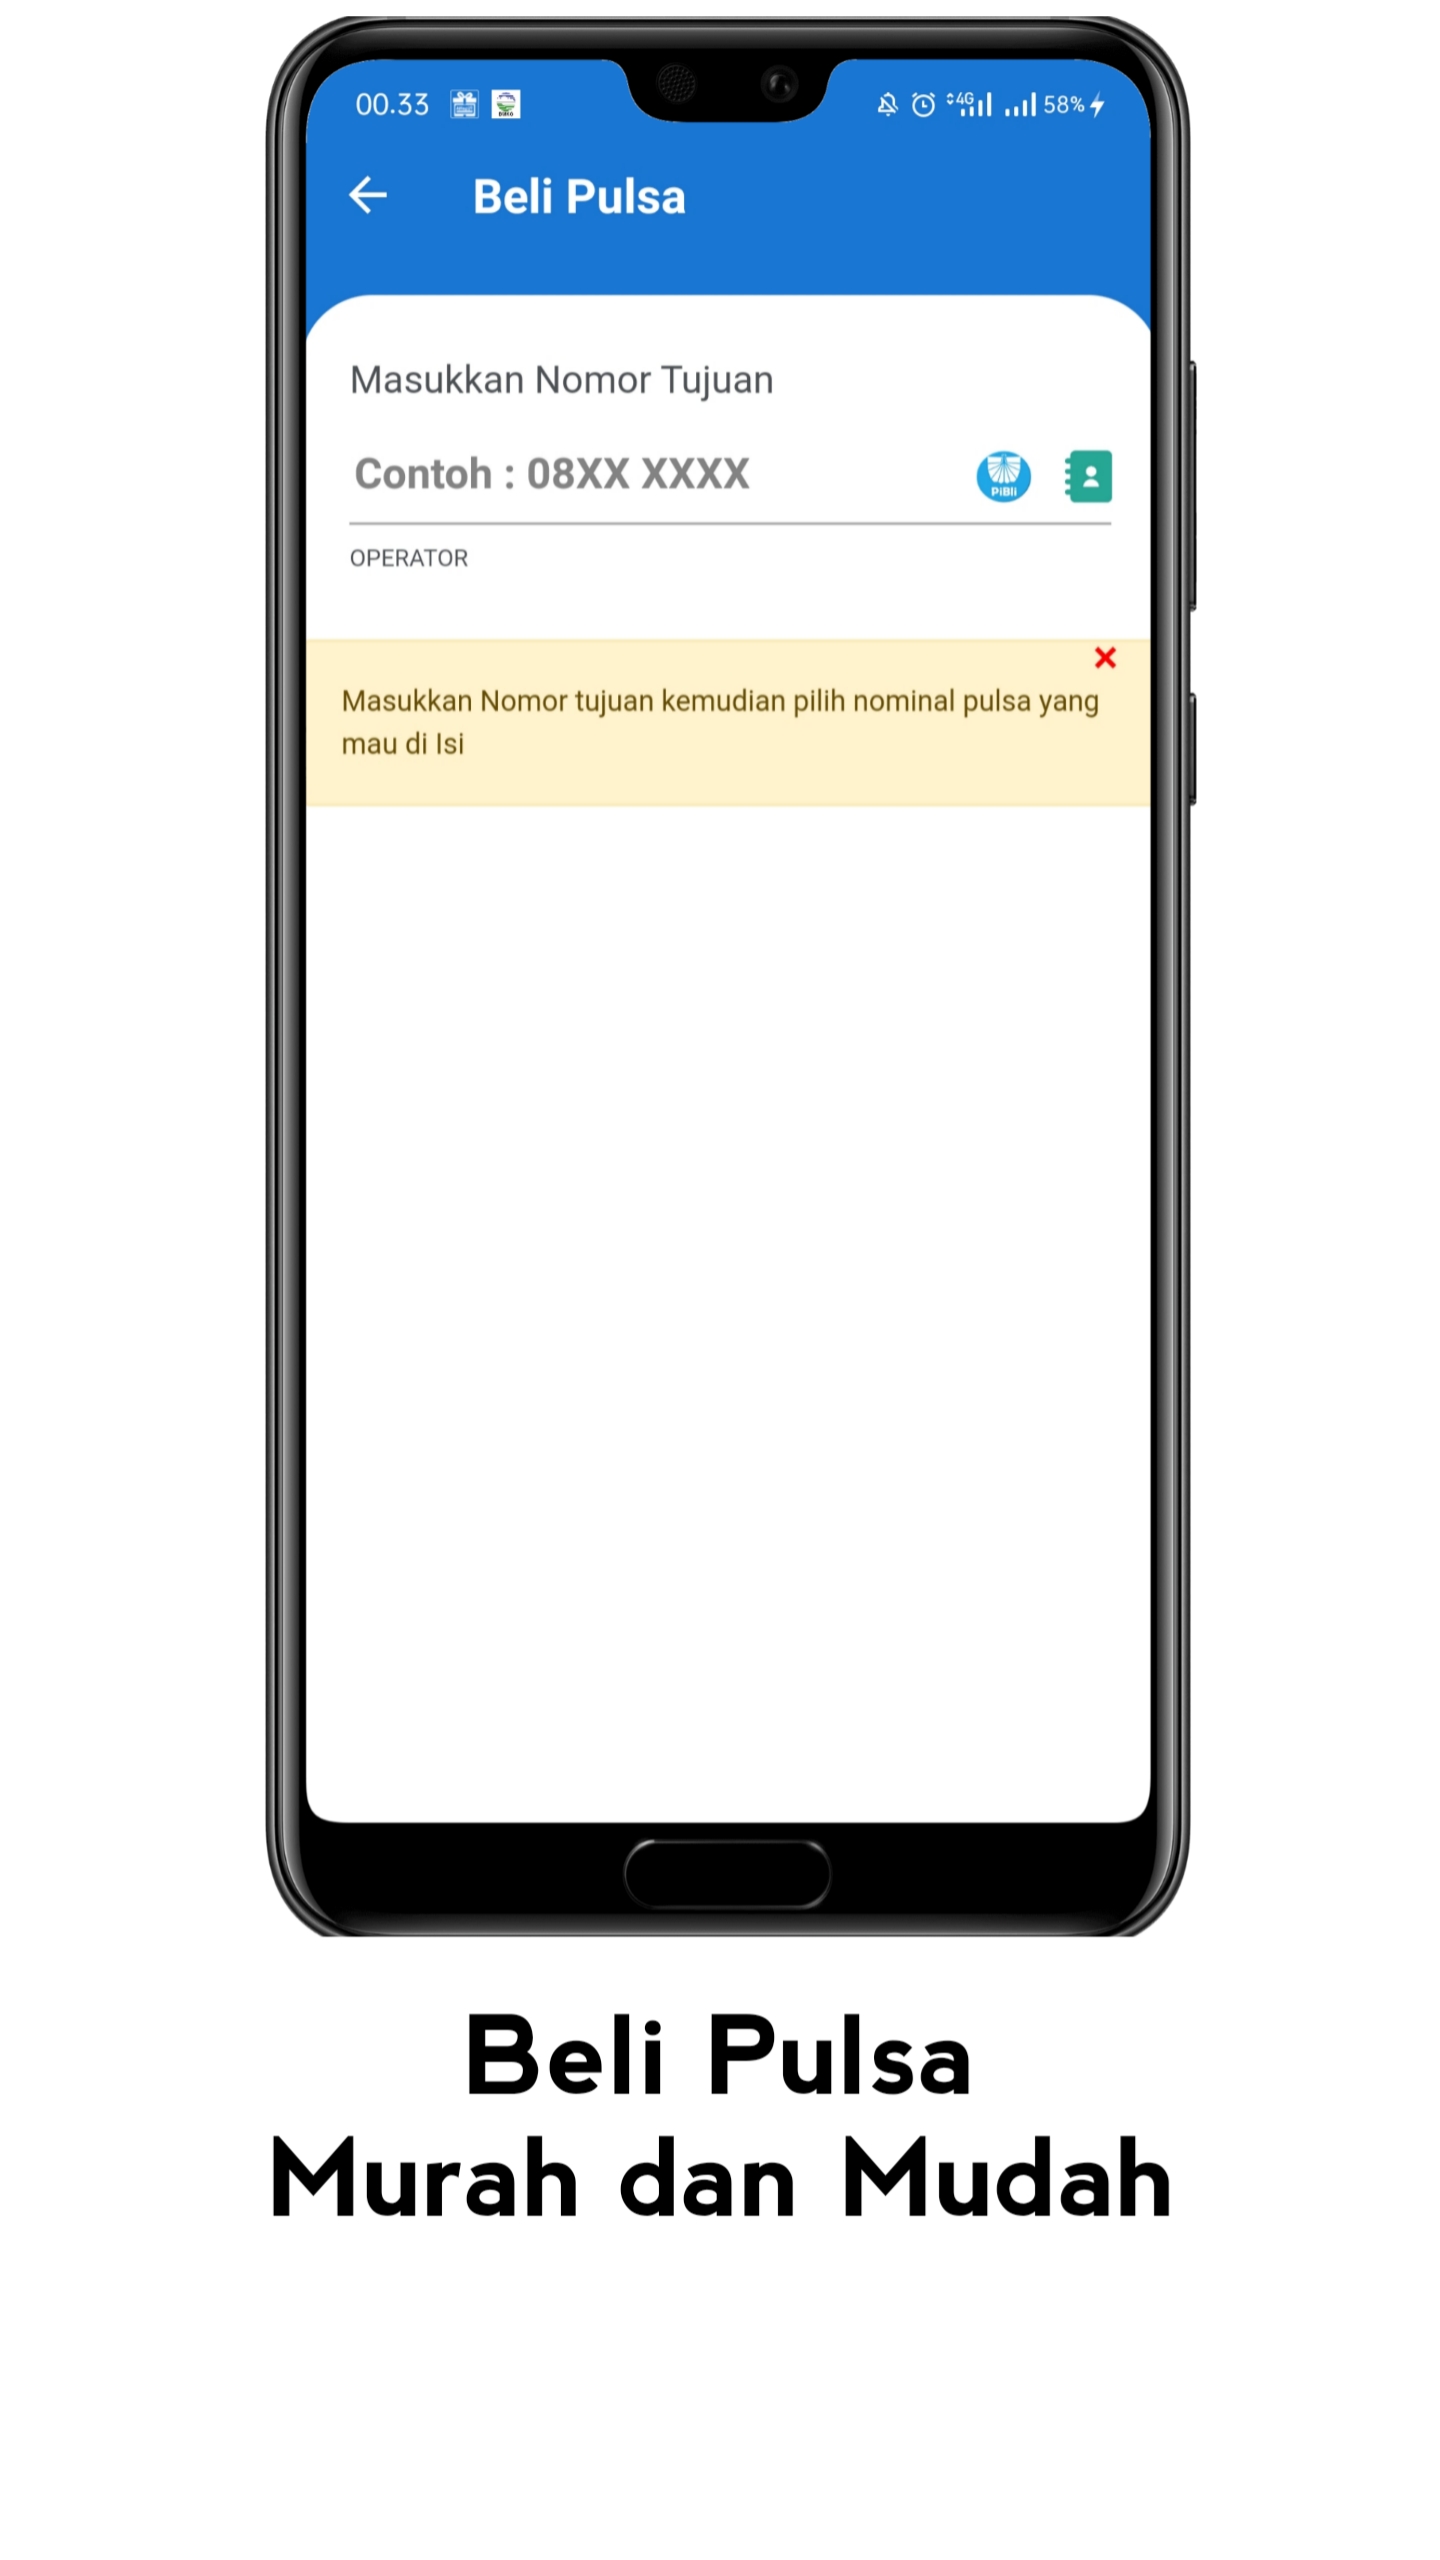 00.33
4G
58%
Beli Pulsa
Masukkan Nomor Tujuan
Contoh : 08XX XXXX
PiBli
OPERATOR
Masukkan Nomor tujuan kemudian pilih nominal pulsa yang
mau di Isi
Beli Pulsa
Murah dan Mudah